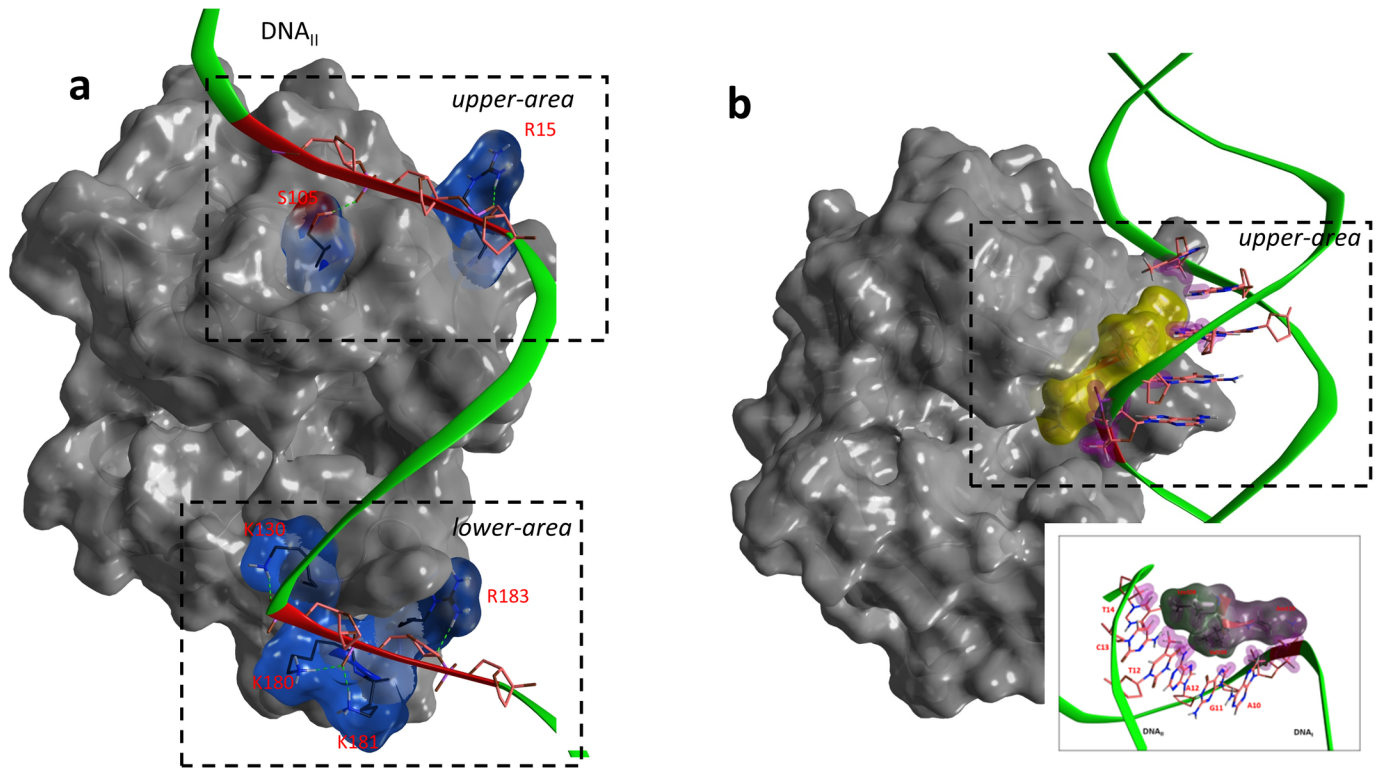 DNAII
a
upper-area
R15
S105
K130
lower-area
R183
K180
K181
b
upper-area
T14
C13
T12
A12
G11
A10
DNAII
DNAI